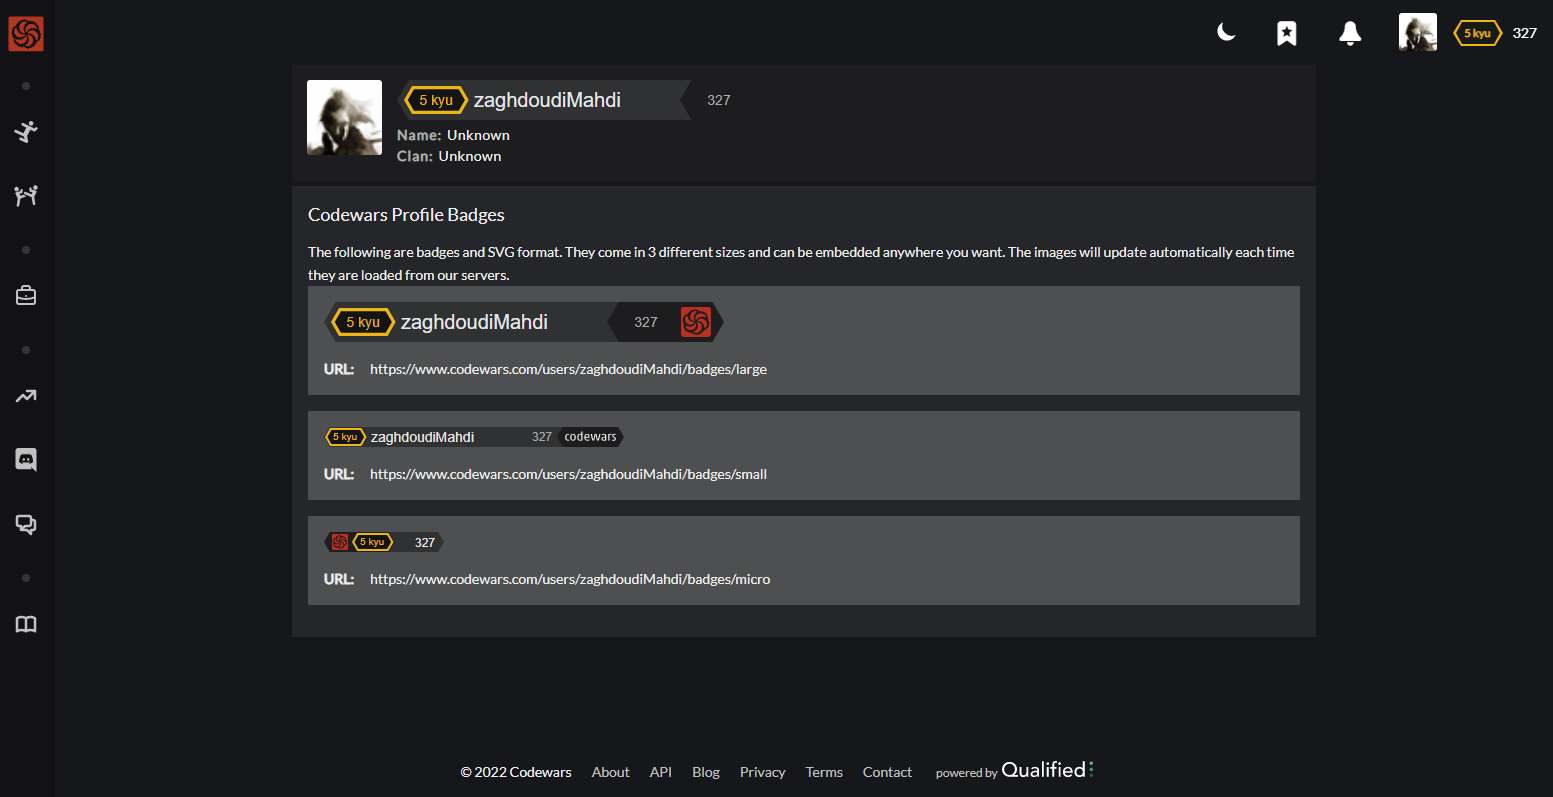 5 kyu 327
5 kyu zaghdoudiMahdi 327
Name: Unknown
Clan: Unknown
Codewars Profile Badges
The following are badges and SVG format. They come in 3 different sizes and can be embedded anywhere you want. The images will update automatically each time
they are loaded from our servers.
5 kyu zaghdoudiMahdi 327
URL: https://www.codewars.com/users/zaghdoudiMahdi/badges/large
5 kyu zaghdoudiMahdi 327 codewars
URL: https://www.codewars.com/users/zaghdoudiMahdi/badges/small
5 kyu 327
URL: https://www.codewars.com/users/zaghdoudiMahdi/badges/micro
© 2022 Codewars About API Blog Privacy Terms Contact powered by Qualified